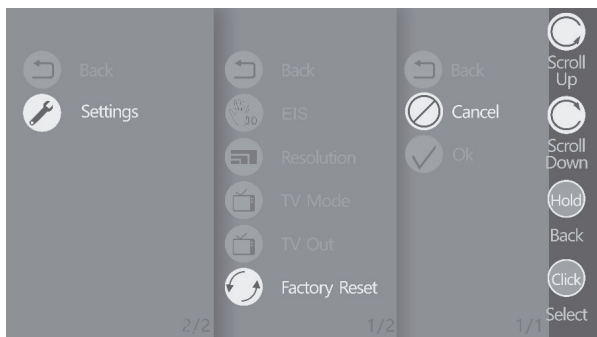 Back
Settings
2/2
Back
EIS
Resolution
TV Mode
TV Out
Factory Reset
1/2
Back
Cancel
Ok
1/1
Scroll
Up
Scroll
Down
Hold
Back
Click
Select